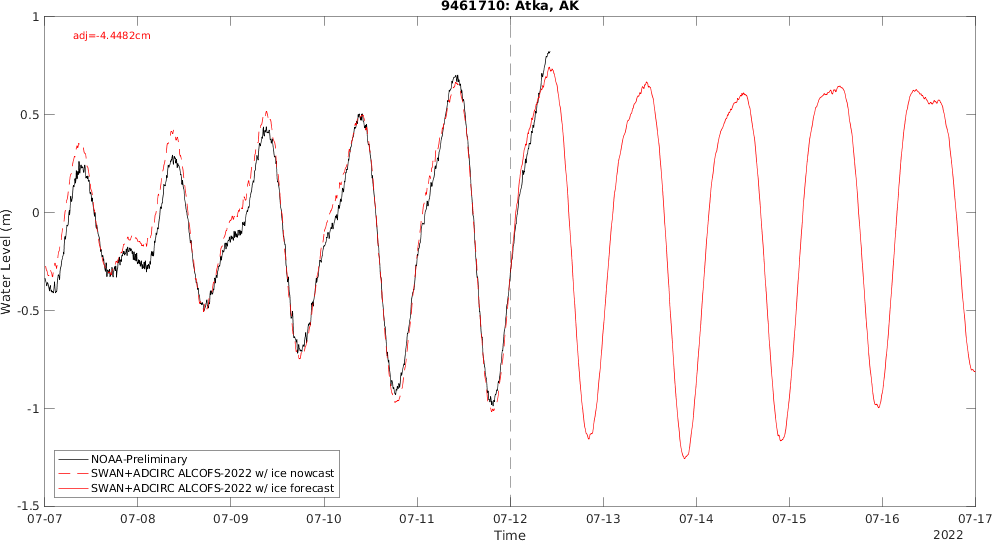 9461710: Atka, AK
adj=-4.4482cm
1
0.5
0
-0.5
-1
-1.5
Water Level (m)
NOAA-Preliminary
SWAN+ADCIRC ALCOFS-2022 w/ ice nowcast
SWAN+ADCIRC ALCOFS-2022 w/ ice forecast
07-07 07-08 07-09 07-10 07-11 07-12 07-13 07-14 07-15 07-16 07-17
Time
2022